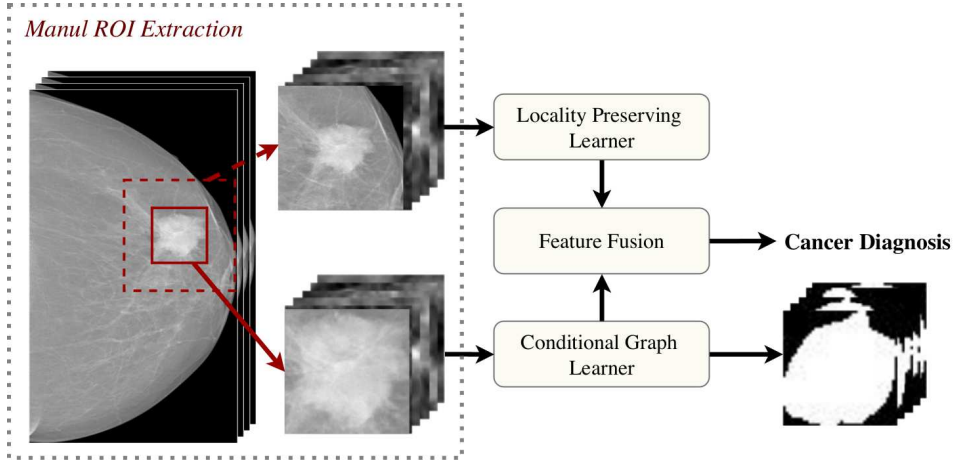 Manul ROI Extraction
Locality Preserving
Learner
Feature Fusion
Cancer Diagnosis
Conditional Graph
Learner